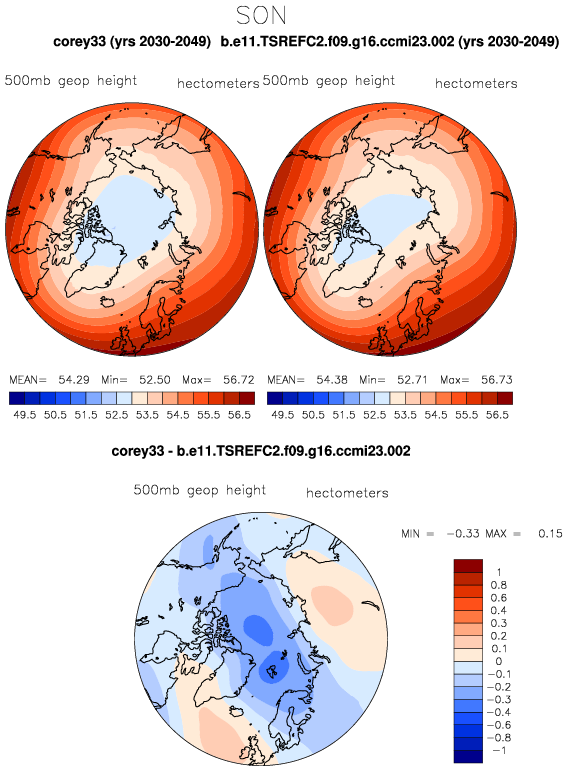 SON
corey33 (yrs 2030-2049) b.e11.TSREFC2.f09.g16.ccmi23.002 (yrs 2030-2049)
500mb geop height hectometers 500mb geop height hectometers
MEAN= 54.29 Min= 52.50 Max= 56.72 MEAN= 54.38 Min= 52.71 Max= 56.73
49.5 50.5 51.5 52.5 53.5 54.5 55.5 56.5 49.5 50.5 51.5 52.5 53.5 54.5 55.5 56.5
corey33 - b.e11.TSREFC2.f09.g16.ccmi23.002
500mb geop height hectometers
MIN = -0.33 MAX = 0.15
1
0.8
0.6
0.4
0.3
0.2
0.1
0
-0.1
-0.2
-0.3
-0.4
-0.6
-0.8
-1